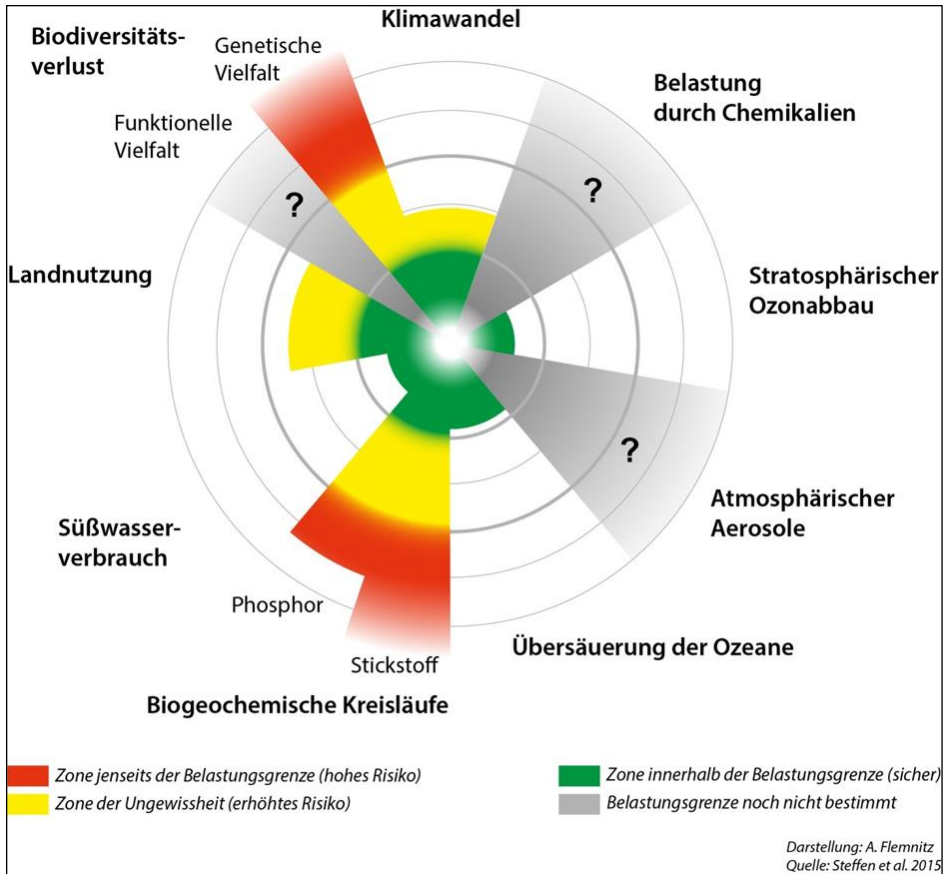 Klimawandel
Biodiversitäts-
verlust
Genetische
Vielfalt
Funktionelle
Vielfalt
?
Belastung
durch Chemikalien
?
Landnutzung
Stratosphärischer
Ozonabbau
?
Atmosphärischer
Aerosole
Süßwasser-
verbrauch
Phosphor
Stickstoff
Übersäuerung der Ozeane
Biogeochemische Kreisläufe
Zone jenseits der Belastungsgrenze (hohes Risiko)
Zone der Ungewissheit (erhöhtes Risiko)
Zone innerhalb der Belastungsgrenze (sicher)
Belastungsgrenze noch nicht bestimmt
Darstellung: A. Flemnitz
Quelle: Steffen et al. 2015